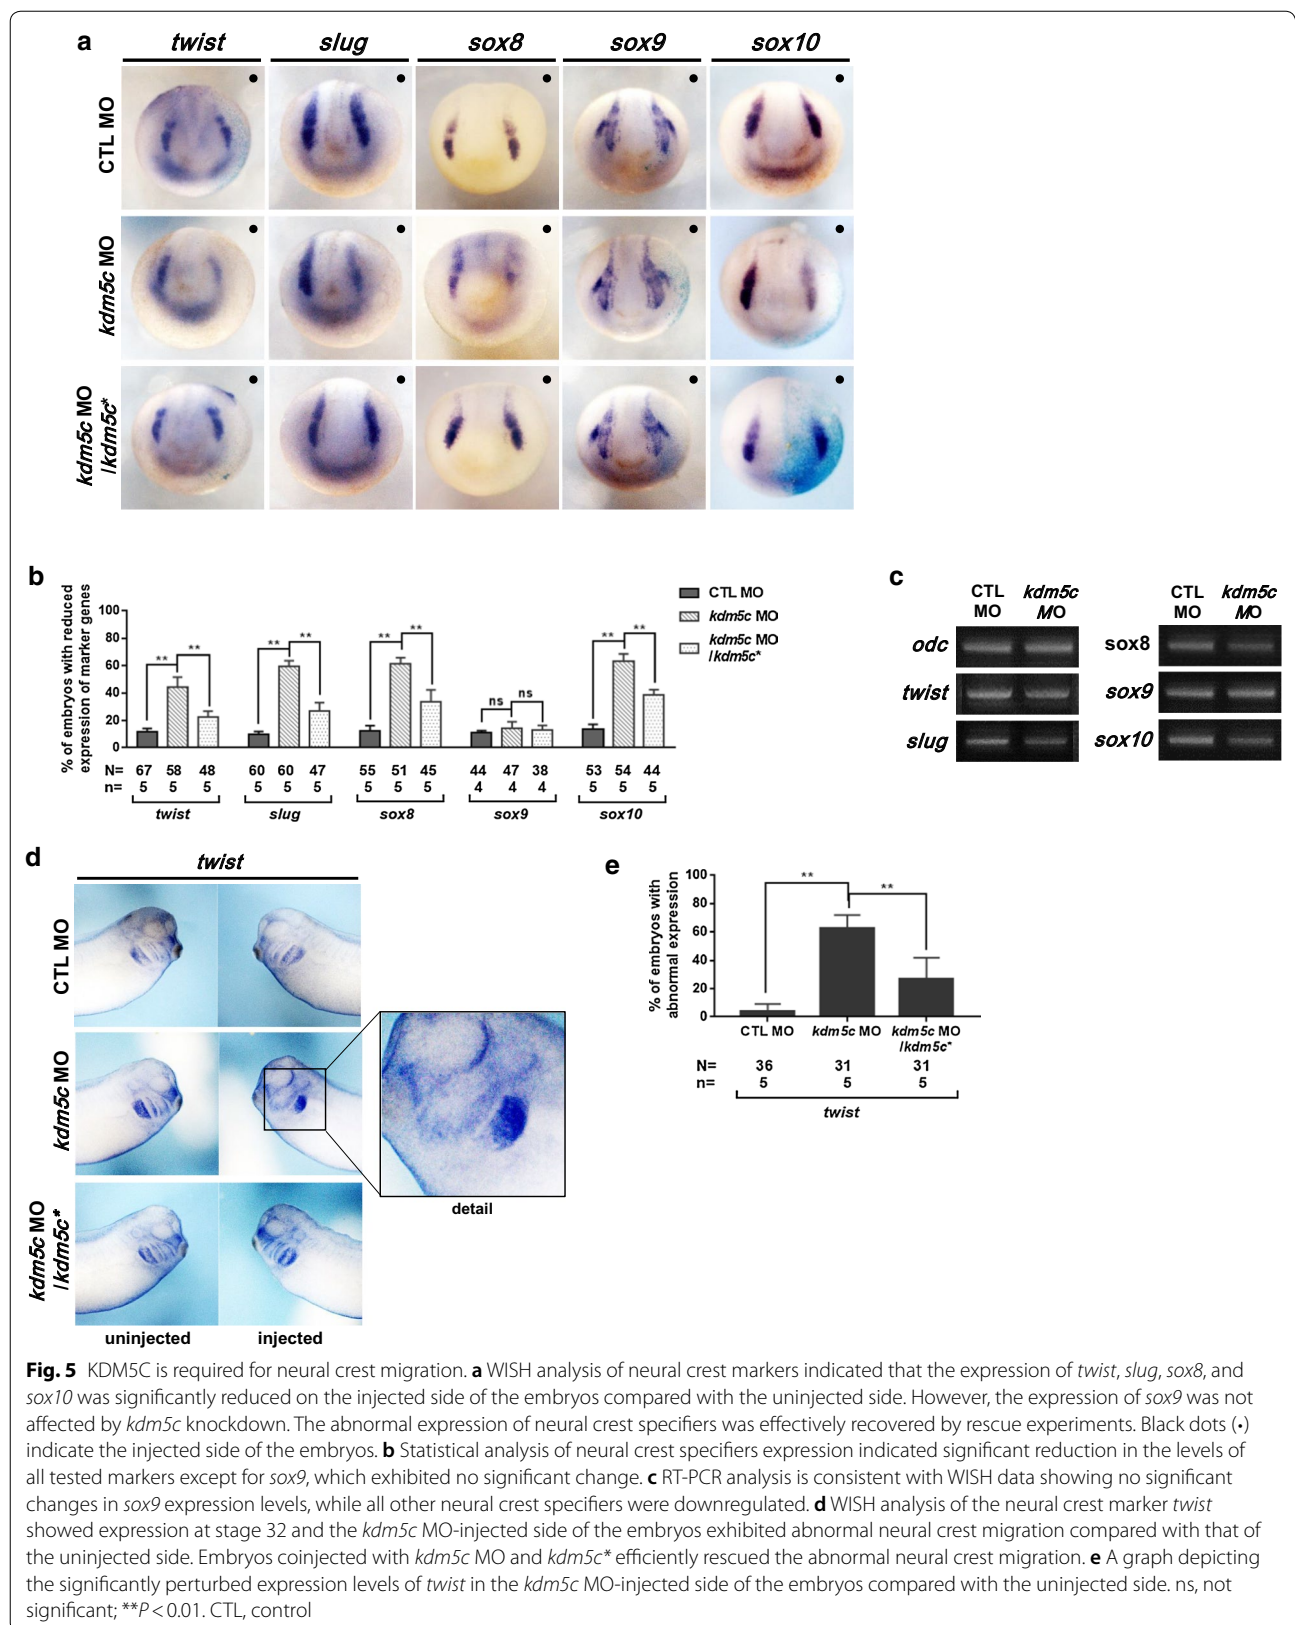 a
twist slug sox8 sox9 sox10
CTL MO
kdm5c MO
kdm5c MO
/kdm5c*
b
% of embryos with reduced
expression of marker genes
100
80
60
40
20
0
** ** ** ** ** ** ns ns ** **
CTL MO
kdm5c MO
kdm5c MO
/kdm5c*
N= 67 58 48 60 60 47 55 51 45 44 47 38 53 54 44
n= 5 5 5 5 5 5 5 5 5 4 4 4 5 5 5
twist slug sox8 sox9 sox10
c
CTL kdm5c CTL kdm5c
MO MO MO MO
odc sox8
twist sox9
slug sox10
d
twist
CTL MO
kdm5c MO
kdm5c MO
/kdm5c*
detail
uninjected injected
e
% of embryos with
abnormal expression
100
80
60
40
20
0
** **
CTL MO kdm5c MO kdm5c MO
/kdm5c*
N= 36 31 31
n= 5 5 5
twist
Fig. 5 KDM5C is required for neural crest migration. a WISH analysis of neural crest markers indicated that the expression of twist, slug, sox8, and
sox10 was significantly reduced on the injected side of the embryos compared with the uninjected side. However, the expression of sox9 was not
affected by kdm5c knockdown. The abnormal expression of neural crest specifiers was effectively recovered by rescue experiments. Black dots (•)
indicate the injected side of the embryos. b Statistical analysis of neural crest specifiers expression indicated significant reduction in the levels of
all tested markers except for sox9, which exhibited no significant change. c RT-PCR analysis is consistent with WISH data showing no significant
changes in sox9 expression levels, while all other neural crest specifiers were downregulated. d WISH analysis of the neural crest marker twist
showed expression at stage 32 and the kdm5c MO-injected side of the embryos exhibited abnormal neural crest migration compared with that of
the uninjected side. Embryos coinjected with kdm5c MO and kdm5c* efficiently rescued the abnormal neural crest migration. e A graph depicting
the significantly perturbed expression levels of twist in the kdm5c MO-injected side of the embryos compared with the uninjected side. ns, not
significant; **P < 0.01. CTL, control